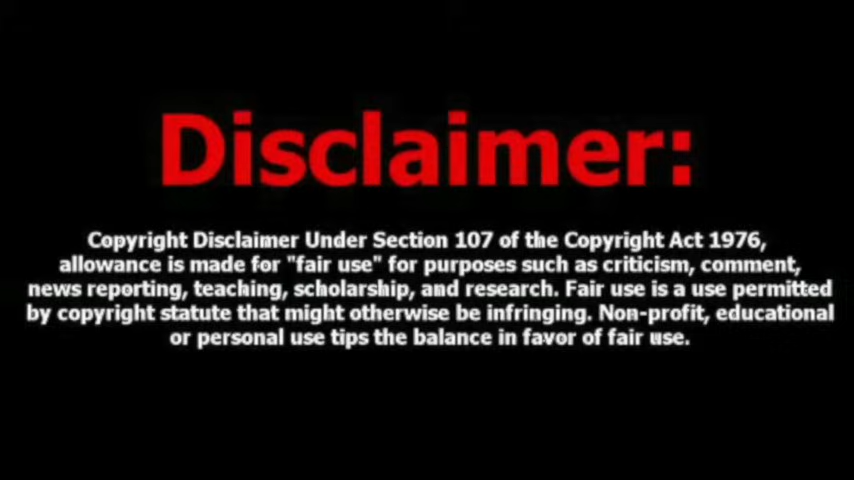 Disclaimer:
Copyright Disclaimer Under Section 107 of the Copyright Act 1976,
allowance is made for "fair use" for purposes such as criticism, comment,
news reporting, teaching, scholarship, and research. Fair use is a use permitted
by copyright statute that might otherwise be infringing. Non-profit, educational
or personal use tips the balance in favor of fair use.